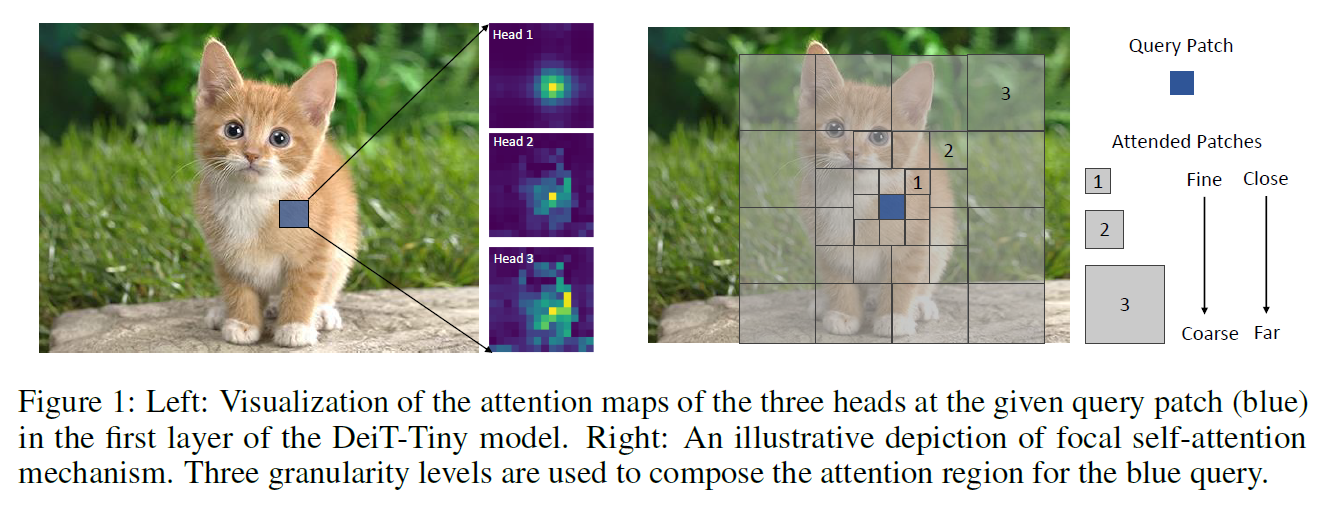 Head 1
Head 2
Head 3
3
2
1
Query Patch
Attended Patches
1
Fine Close
2
3
Coarse Far
Figure 1: Left: Visualization of the attention maps of the three heads at the given query patch (blue)
in the first layer of the DeiT-Tiny model. Right: An illustrative depiction of focal self-attention
mechanism. Three granularity levels are used to compose the attention region for the blue query.